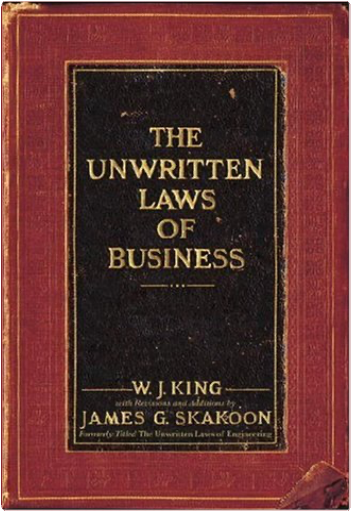 THE
UNWRITTEN
LAWS
OF
BUSINESS
W. J. KING
with Revisions and Additions by
JAMES G. SKAKOON
Formerly Titled The Unwritten Laws of Engineering